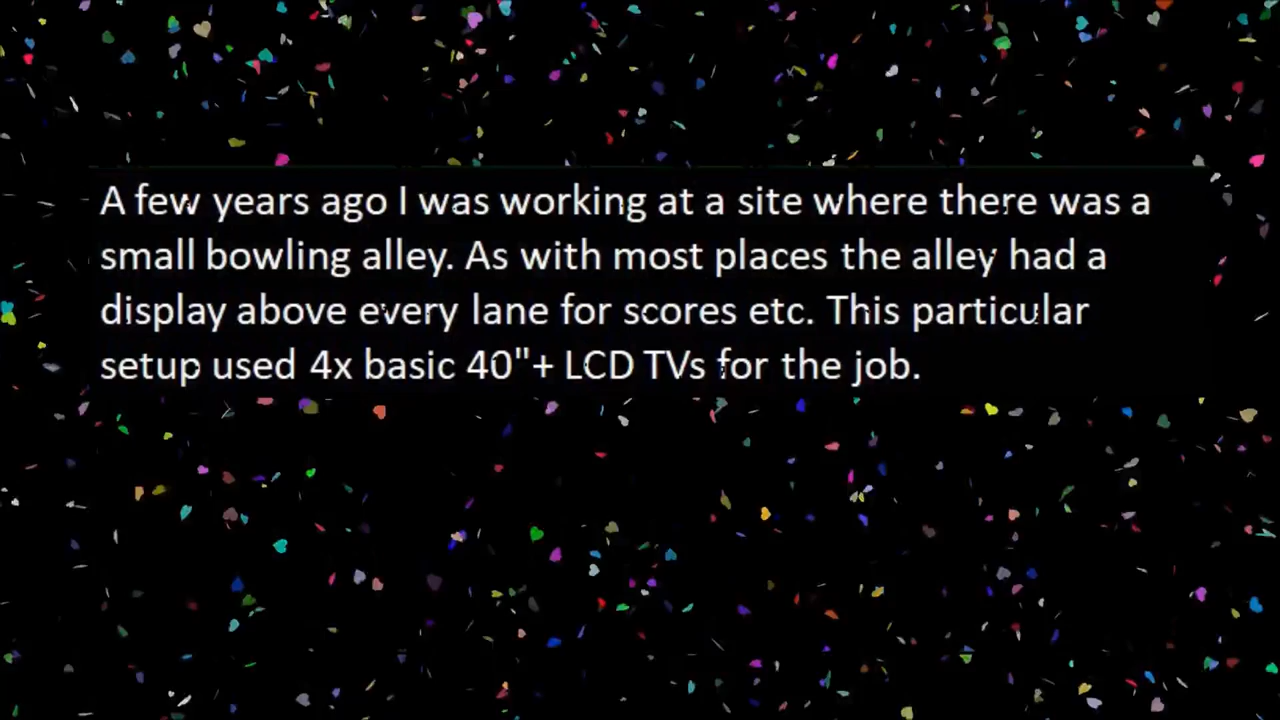 A few years ago I was working at a site where there was a
small bowling alley. As with most places the alley had a
display above every lane for scores etc. This particular
setup used 4x basic 40"+ LCD TVs for the job.